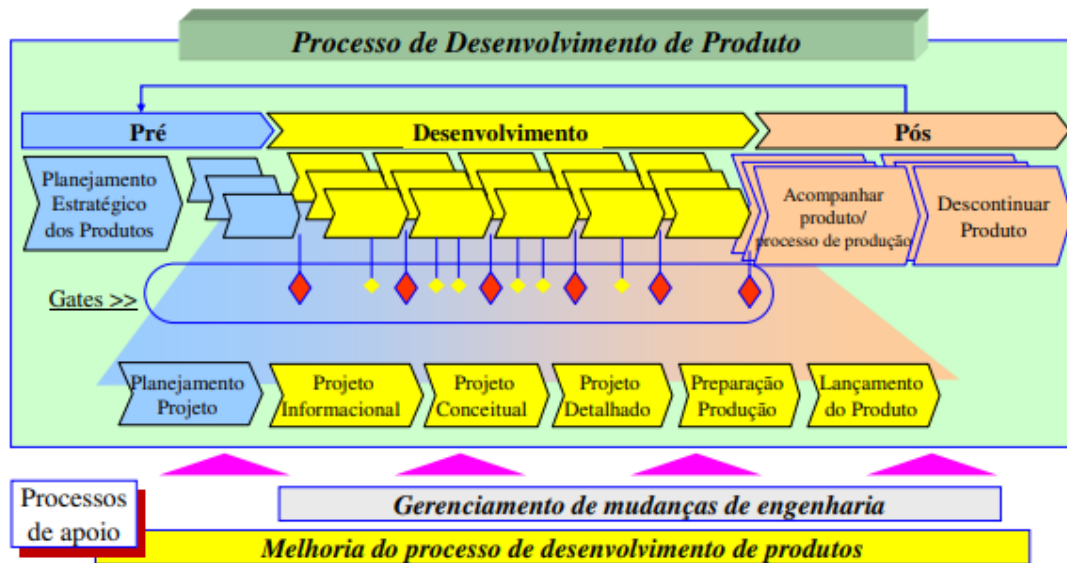 Processo de Desenvolvimento de Produto
Pré
Desenvolvimento
Pós
Planejamento
Estratégico
dos Produtos
Acompanhar
produto/
processo de produção
Descontinuar
Produto
Gates >>
Planejamento
Projeto
Projeto
Informacional
Projeto
Conceitual
Projeto
Detalhado
Preparação
Produção
Lançamento
do Produto
Processos
de apoio
Gerenciamento de mudanças de engenharia
Melhoria do processo de desenvolvimento de produtos